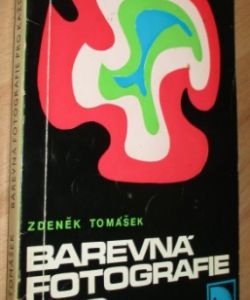 ZDENĚK TOMÁŠEK
BAREVNÁ
FOTOGRAFIE
TOMÁŠEK BAREVNÁ FOTOGRAFIE PRO